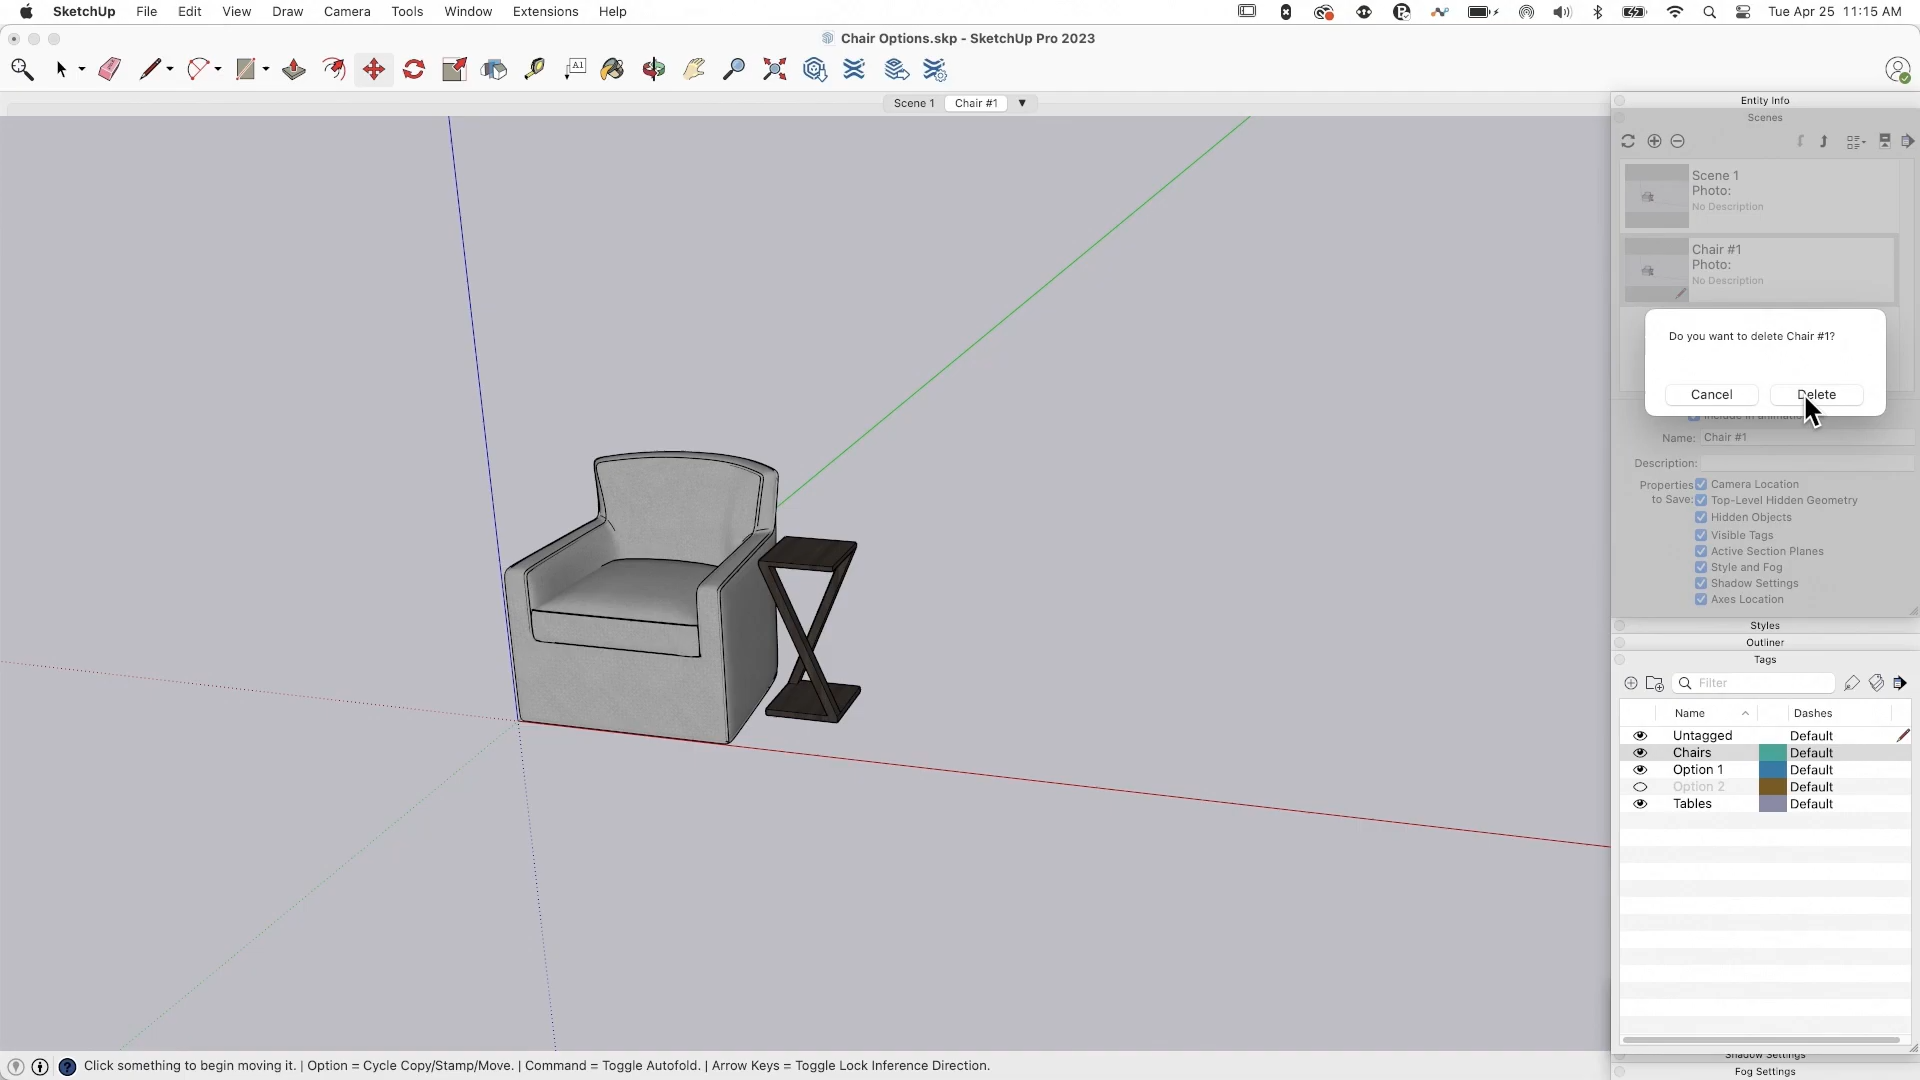 SketchUp File Edit View Draw Camera Tools Window Extensions Help Tue Apr 25 11:15 AM
Chair Options.skp - SketchUp Pro 2023
A1
Scene 1 Chair #1
Entity Info
Scenes
Scene 1
Photo:
No Description
Chair #1
Photo:
No Description
Do you want to delete Chair #1?
Cancel Delete
Include in animation
Name: Chair #1
Description:
Properties to Save:
Camera Location
Top-Level Hidden Geometry
Hidden Objects
Visible Tags
Active Section Planes
Style and Fog
Shadow Settings
Axes Location
Styles
Outliner
Tags
Filter
Name Dashes
Untagged Default
Chairs Default
Option 1 Default
Option 2 Default
Tables Default
Shadow Settings
Fog Settings
Click something to begin moving it. | Option = Cycle Copy/Stamp/Move. | Command = Toggle Autofold. | Arrow Keys = Toggle Lock Inference Direction.